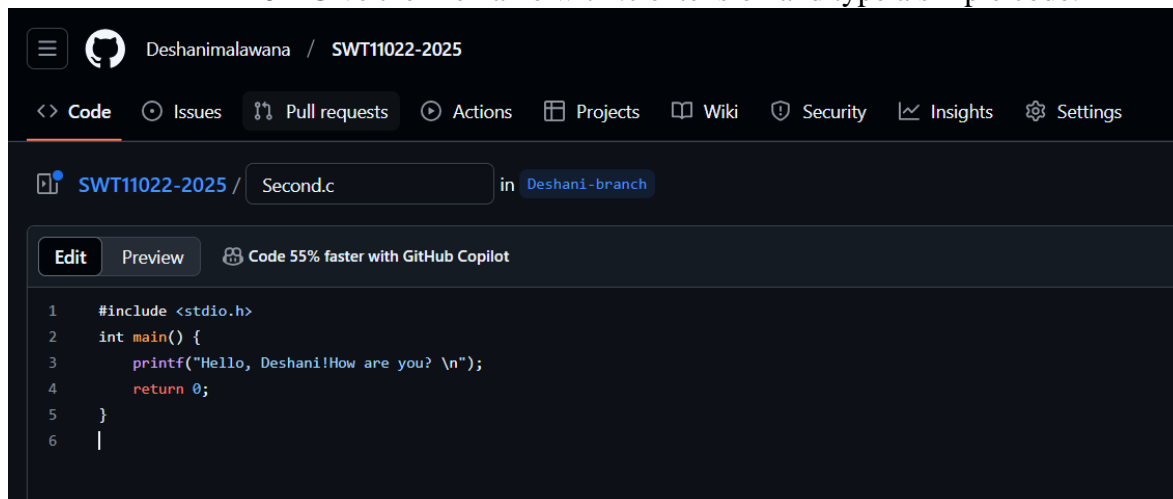 Deshanimalawana / SWT11022-2025
<> Code Issues Pull requests Actions Projects Wiki Security Insights Settings
SWT11022-2025 / Second.c in Deshani-branch
Edit Preview Code 55% faster with GitHub Copilot
1 #include <stdio.h>
2 int main() {
3 printf("Hello, Deshani!How are you? \n");
4 return 0;
5 }
6